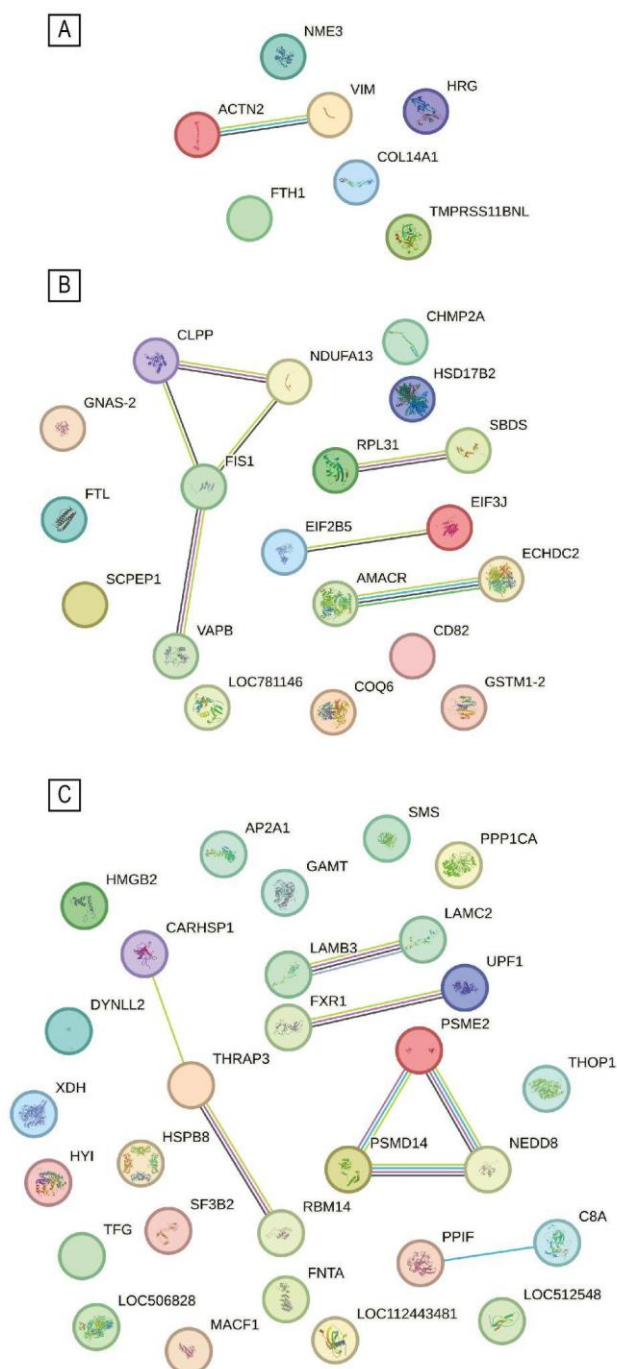 A
NME3
VIM
HRG
ACTN2
COL14A1
FTH1
TMPRSS11BNL
B
CHMP2A
CLPP
NDUFA13
HSD17B2
GNAS-2
SBDS
RPL31
FIS1
FTL
EIF3J
EIF2B5
ECHDC2
SCPEP1
AMACR
VAPB
CD82
LOC781146
COQ6
GSTM1-2
C
SMS
AP2A1
PPP1CA
GAMT
HMGB2
LAMC2
CARHSP1
LAMB3
UPF1
FXR1
DYNLL2
PSME2
THRAP3
THOP1
XDH
HSPB8
PSMD14
NEDD8
HYI
SF3B2
RBM14
TFG
PPIF
C8A
FNTA
LOC506828
LOC112443481
LOC512548
MACF1